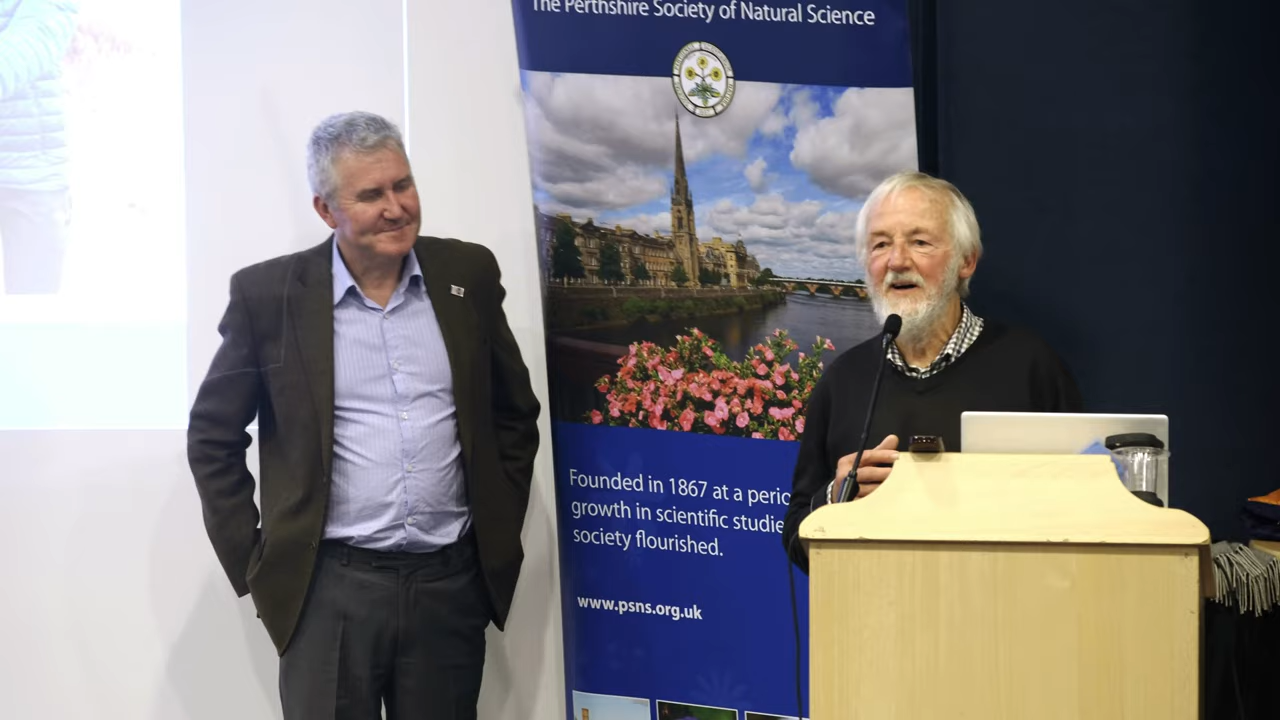 The Perthshire Society of Natural Science
Founded in 1867 at a perio
growth in scientific studie
society flourished.
www.psns.org.uk